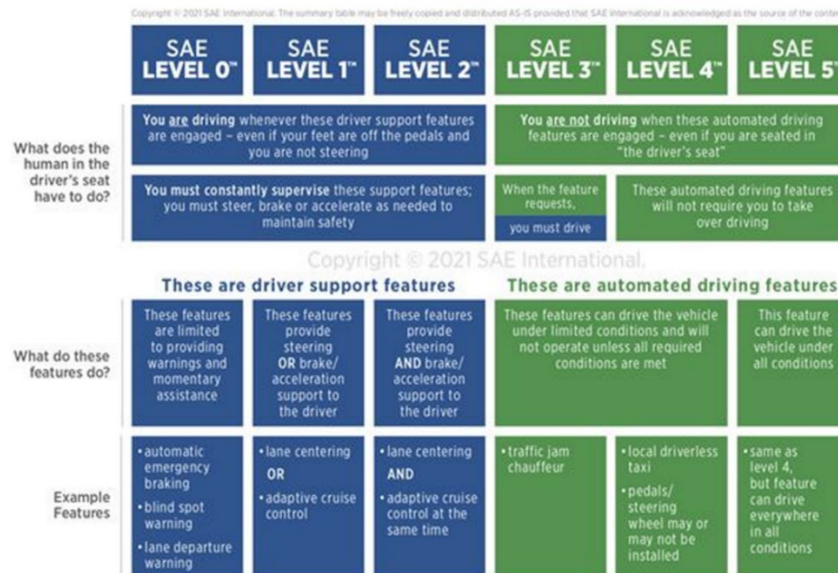 Copyright © 2021 SAE International. The summary table may be freely copied and distributed AS-IS provided that SAE International is acknowledged as the source of the
SAE
LEVEL 0™
SAE
LEVEL 1™
SAE
LEVEL 2™
SAE
LEVEL 3™
SAE
LEVEL 4™
SAE
LEVEL 5™
What does the
human in the
driver's seat
have to do?
You are driving whenever these driver support features
are engaged – even if your feet are off the pedals and
you are not steering
You are not driving when these automated driving
features are engaged – even if you are seated in
"the driver's seat"
You must constantly supervise these support features;
you must steer, brake or accelerate as needed to
maintain safety
When the feature
requests,
you must drive
These automated driving features
will not require you to take
over driving
Copyright © 2021 SAE International.
These are driver support features
These are automated driving features
What do these
features do?
These features
are limited
to providing
warnings and
momentary
assistance
These features
provide
steering
OR brake/
acceleration
support to
the driver
These features
provide
steering
AND brake/
acceleration
support to
the driver
These features can drive the vehicle
under limited conditions and will
not operate unless all required
conditions are met
This feature
can drive the
vehicle under
all conditions
Example
Features
• automatic
emergency
braking
• blind spot
warning
• lane departure
warning
• lane centering
OR
• adaptive cruise
control
• lane centering
AND
• adaptive cruise
control at the
same time
• traffic jam
chauffeur
• local driverless
taxi
• pedals/
steering
wheel may or
may not be
installed
• same as
level 4,
but feature
can drive
everywhere
in all
conditions